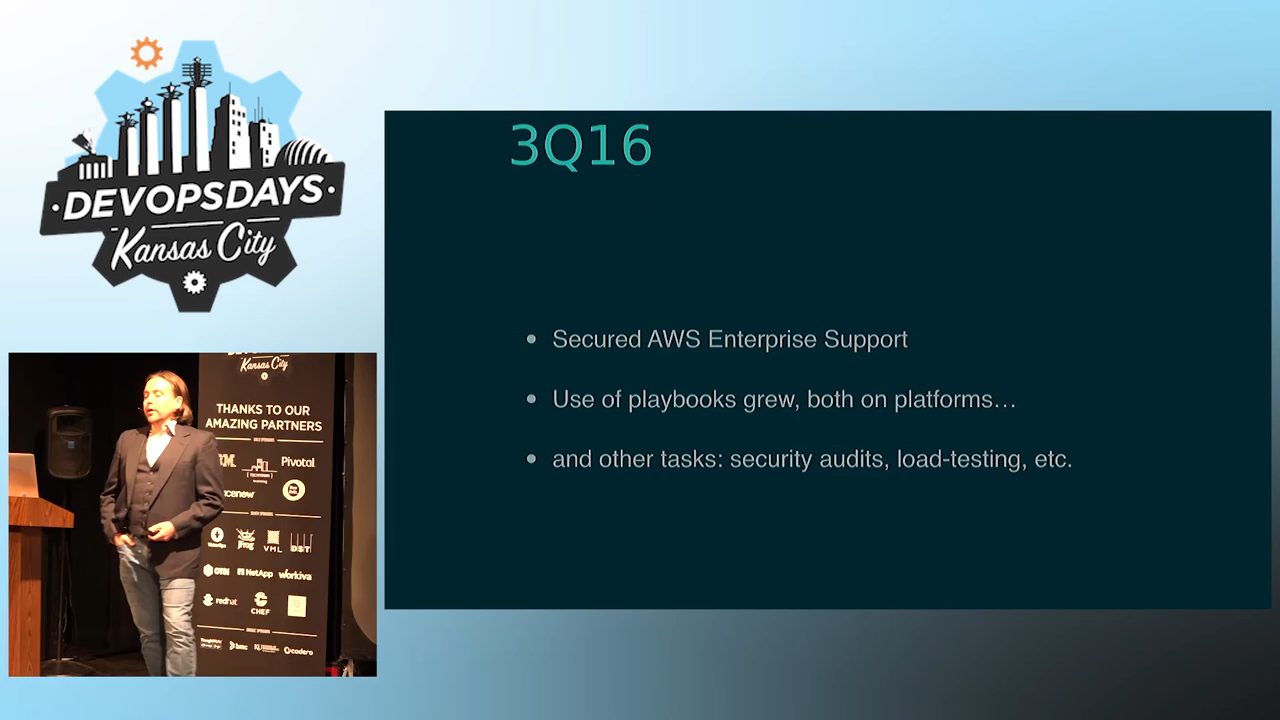 DEVOPSDAYS
Kansas City
3Q16
• Secured AWS Enterprise Support
• Use of playbooks grew, both on platforms…
• and other tasks: security audits, load-testing, etc.
Kansas City
THANKS TO OUR
AMAZING PARTNERS
Pivotal
VML DST
NetApp workiva
redhat CHEF
bmc